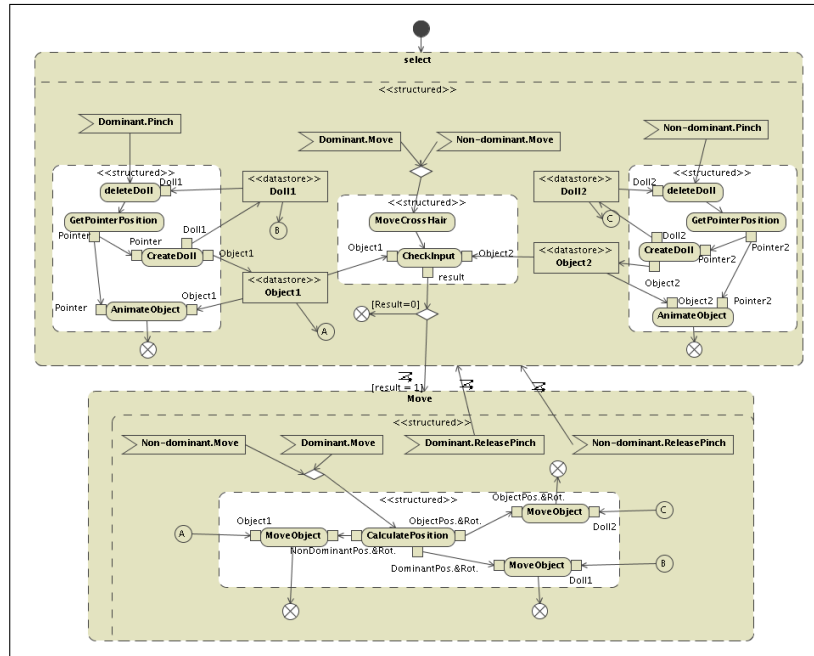 select
<<structured>>
Dominant.Pinch
Dominant.Move
Non-dominant.Move
Non-dominant.Pinch
<<structured>>
deleteDoll
Doll1
GetPointerPosition
Pointer
Pointer
Doll1
CreateDoll
Object1
Pointer
Object1
AnimateObject
<<datastore>>
Doll1
B
<<datastore>>
Object1
A
<<structured>>
MoveCrossHair
Object1
CheckInput
Object2
result
[Result=0]
<<datastore>>
Doll2
C
<<datastore>>
Object2
<<structured>>
Doll2
deleteDoll
GetPointerPosition
Doll2
CreateDoll
Pointer2
Object2
Object2
Pointer2
AnimateObject
[result = 1]
Move
<<structured>>
Non-dominant.Move
Dominant.Move
Dominant.ReleasePinch
Non-dominant.ReleasePinch
<<structured>>
A
Object1
MoveObject
NonDominantPos.&Rot.
CalculatePosition
ObjectPos.&Rot.
DominantPos.&Rot.
ObjectPos.&Rot.
MoveObject
Doll2
C
MoveObject
Doll1
B